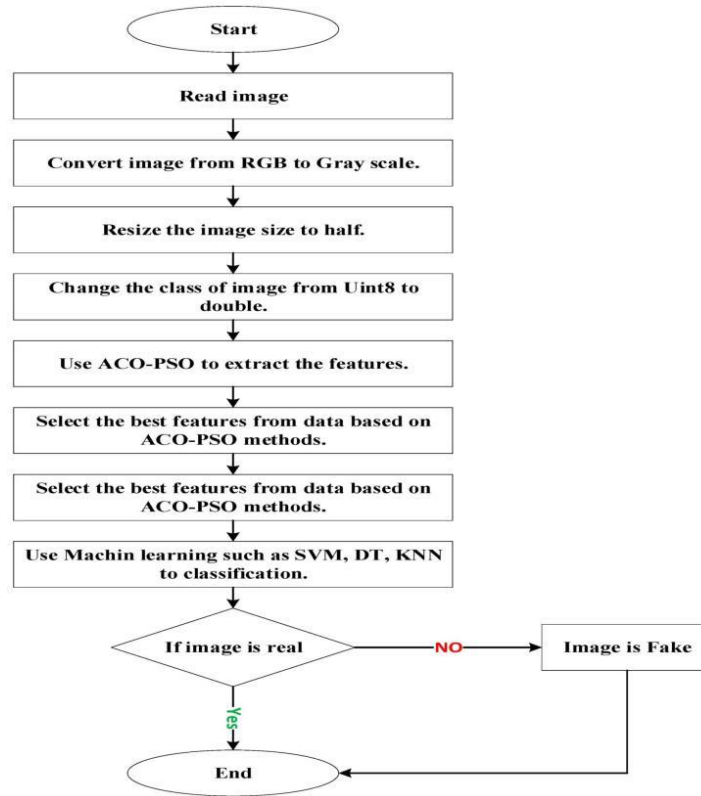 Start
Read image
Convert image from RGB to Gray scale.
Resize the image size to half.
Change the class of image from Uint8 to
double.
Use ACO-PSO to extract the features.
Select the best features from data based on
ACO-PSO methods.
Select the best features from data based on
ACO-PSO methods.
Use Machin learning such as SVM, DT, KNN
to classification.
If image is real
NO
Image is Fake
Yes
End